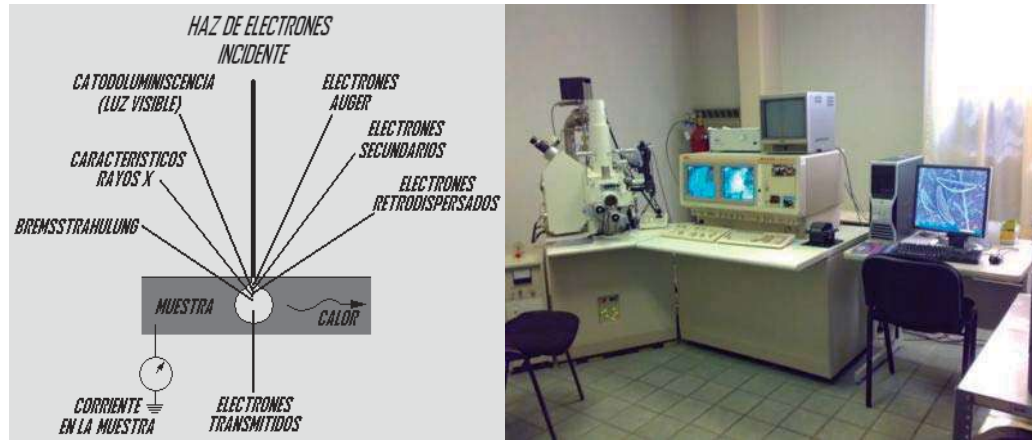 HAZ DE ELECTRONES
INCIDENTE
CATODOLUMINISCENCIA
(LUZ VISIBLE)
ELECTRONES
AUGER
ELECTRONES
SECUNDARIOS
CARACTERISTICOS
RAYOS X
ELECTRONES
RETRODISPERSADOS
BREMSSTRAHULUNG
MUESTRA
CALOR
CORRIENTE
EN LA MUESTRA
ELECTRONES
TRANSMITIDOS